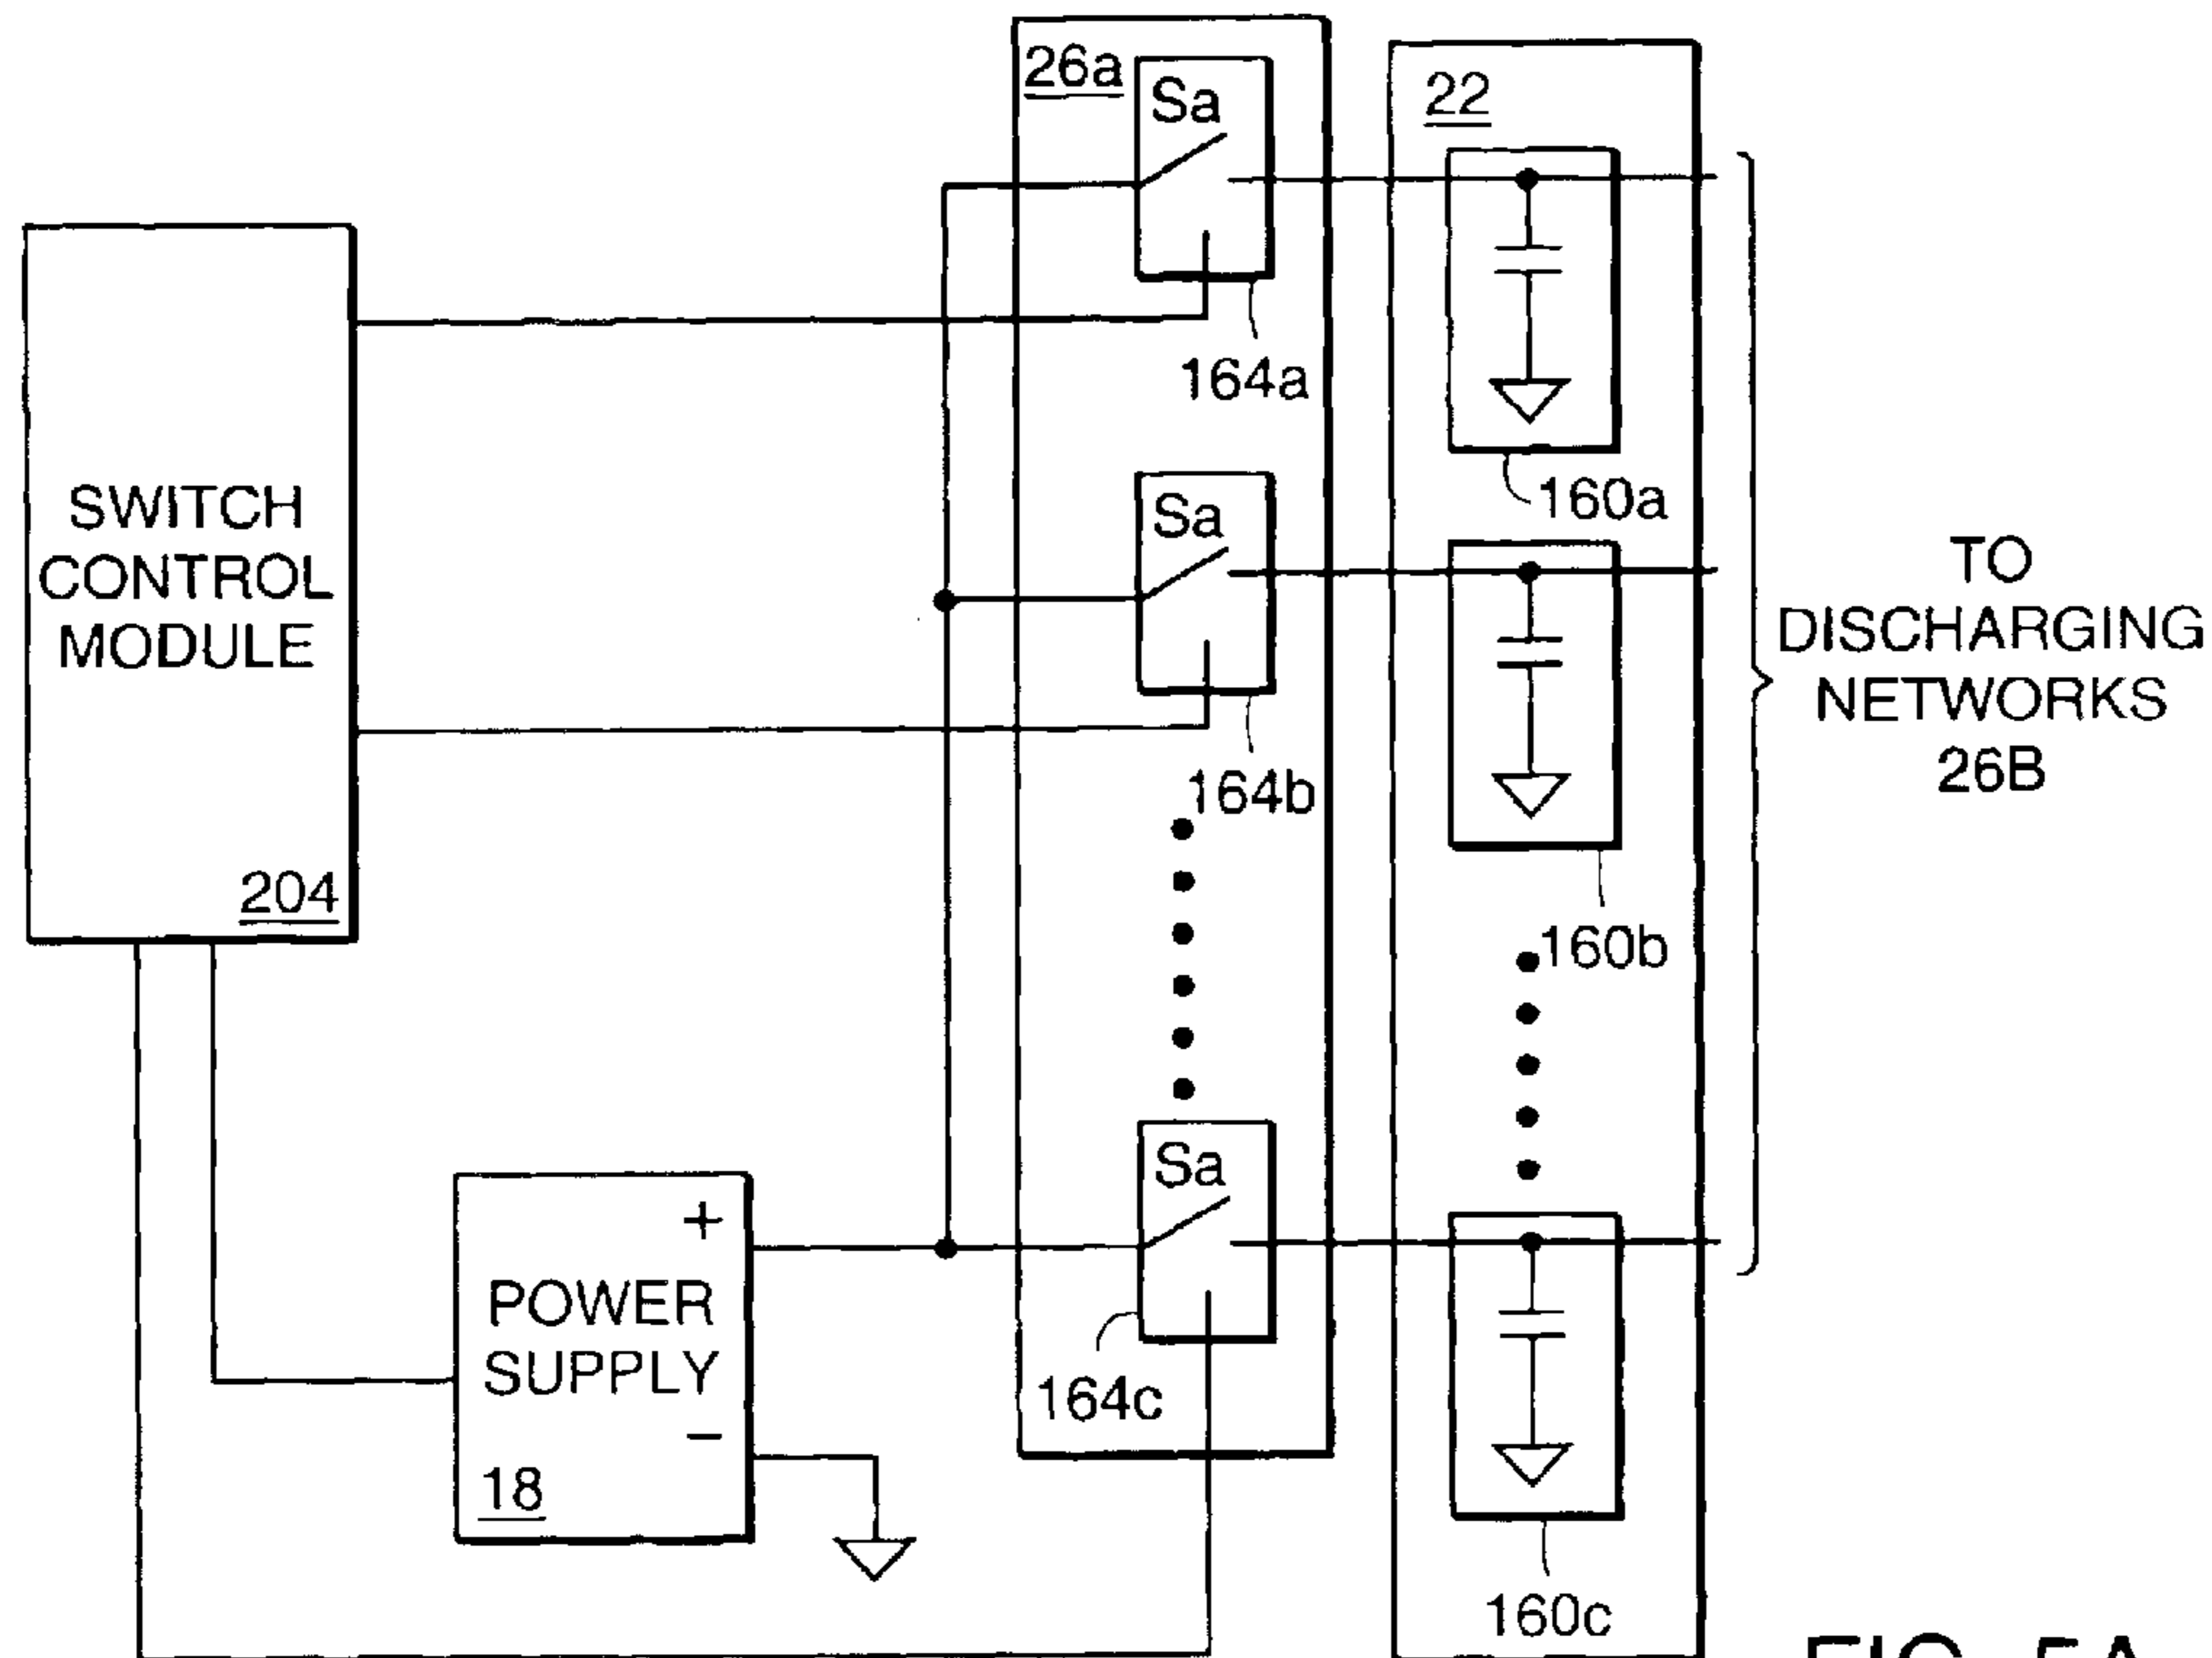 26a
Sa
22
164a
160a
SWITCH
CONTROL
MODULE
204
Sa
164b
160b
TO
DISCHARGING
NETWORKS
26B
Sa
164c
+
POWER
SUPPLY
−
18
160c